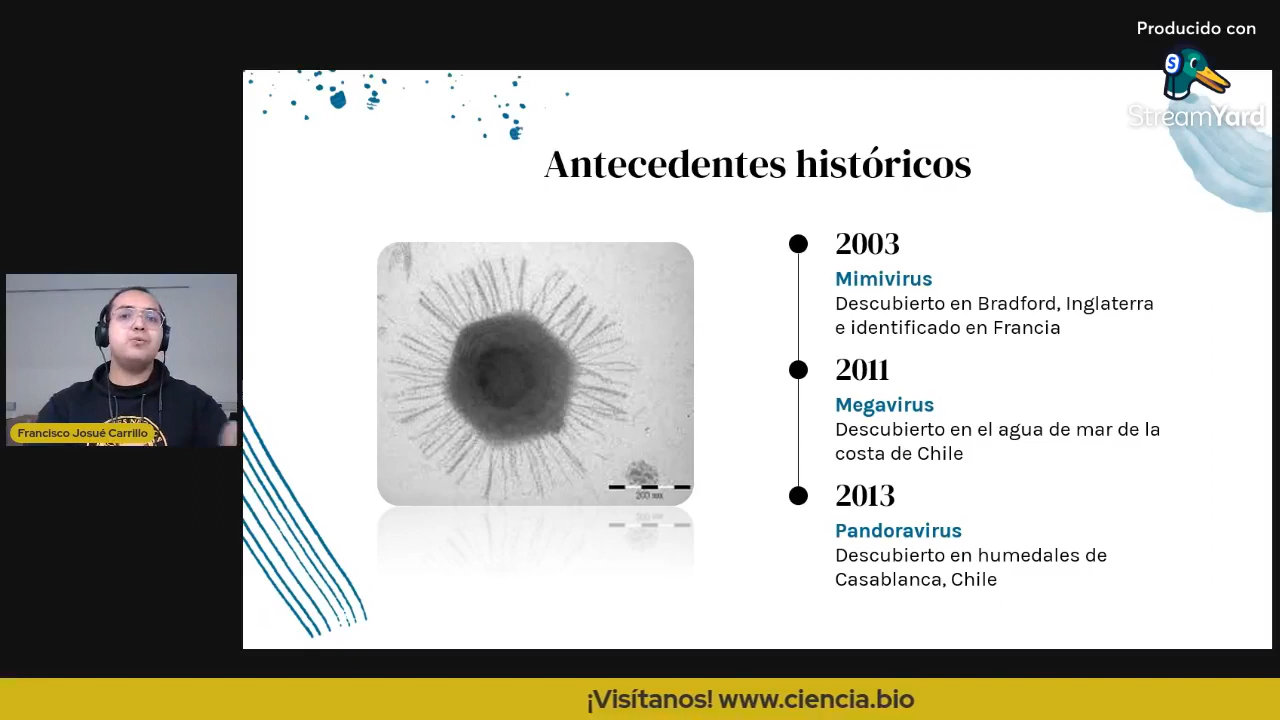 Producido con
StreamYard
Antecedentes históricos
2003
Mimivirus
Descubierto en Bradford, Inglaterra
e identificado en Francia
2011
Megavirus
Descubierto en el agua de mar de la
costa de Chile
2013
Pandoravirus
Descubierto en humedales de
Casablanca, Chile
Francisco Josué Carrillo
¡Visítanos! www.ciencia.bio